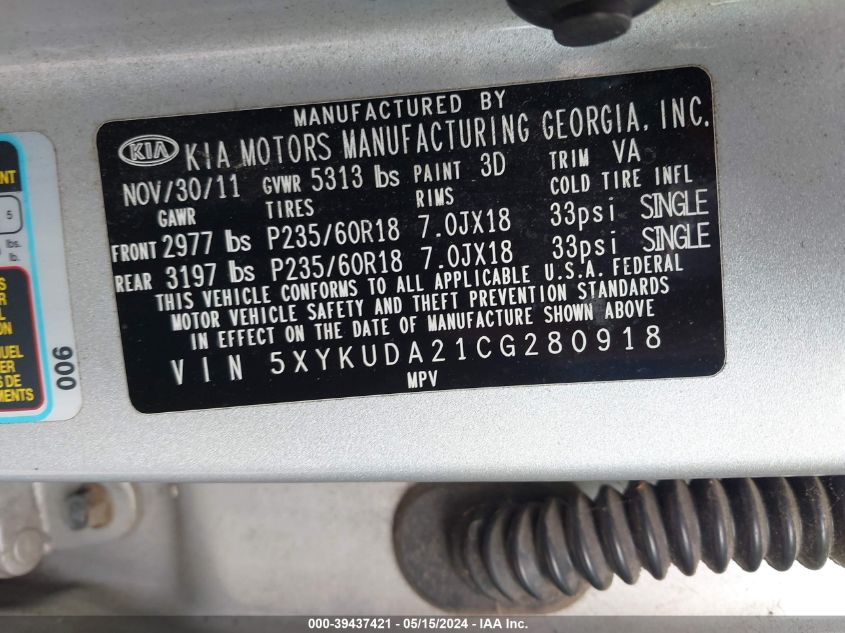 MANUFACTURED BY
KIA KIA MOTORS MANUFACTURING GEORGIA, INC.
NOV/30/11 GVWR 5313 lbs PAINT 3D TRIM VA
GAWR TIRES RIMS COLD TIRE INFL
FRONT 2977 lbs P235/60R18 7.0JX18 33psi SINGLE
REAR 3197 lbs P235/60R18 7.0JX18 33psi SINGLE
THIS VEHICLE CONFORMS TO ALL APPLICABLE U.S.A. FEDERAL
MOTOR VEHICLE SAFETY AND THEFT PREVENTION STANDARDS
IN EFFECT ON THE DATE OF MANUFACTURE SHOWN ABOVE
VIN 5XYKUDA21CG280918
MPV
5
lbs.
006
000-39437421 - 05/15/2024 - IAA Inc.